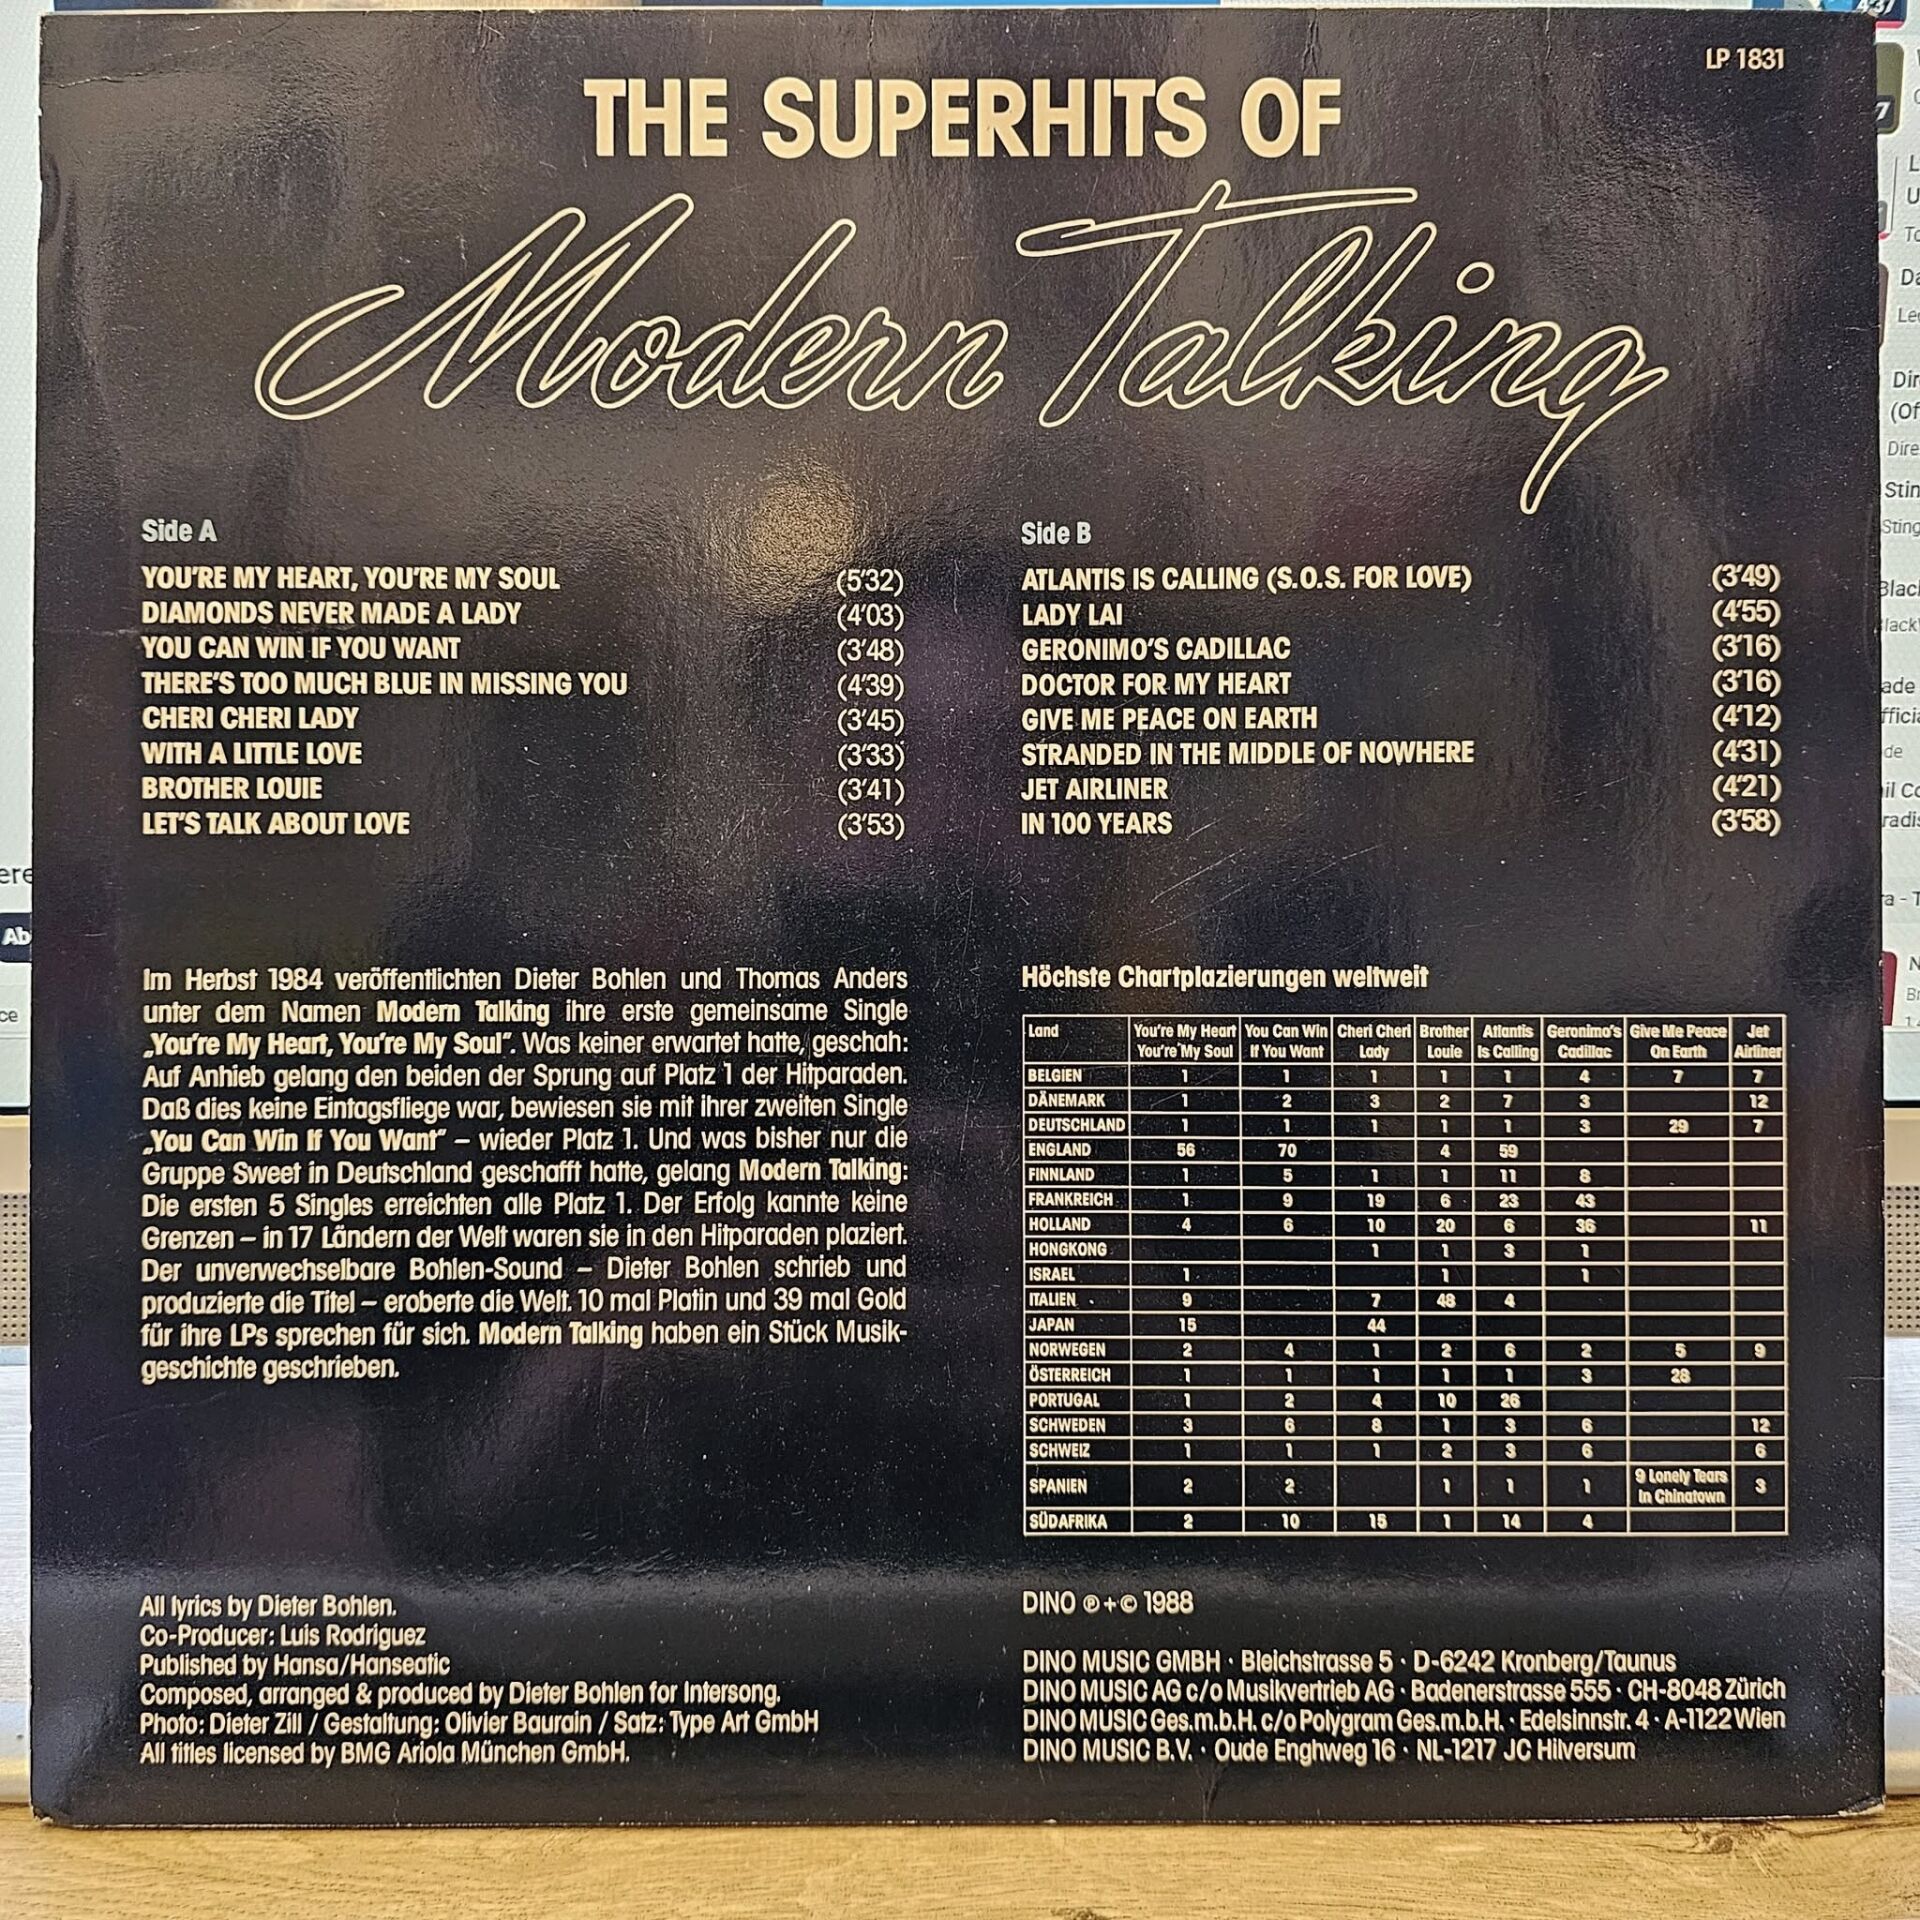 LP 1831
THE SUPERHITS OF
Modern Talking
Side A
YOU'RE MY HEART, YOU'RE MY SOUL (5'32)
DIAMONDS NEVER MADE A LADY (4'03)
YOU CAN WIN IF YOU WANT (3'48)
THERE'S TOO MUCH BLUE IN MISSING YOU (4'39)
CHERI CHERI LADY (3'45)
WITH A LITTLE LOVE (3'33)
BROTHER LOUIE (3'41)
LET'S TALK ABOUT LOVE (3'53)
Side B
ATLANTIS IS CALLING (S.O.S. FOR LOVE) (3'49)
LADY LAI (4'55)
GERONIMO'S CADILLAC (3'16)
DOCTOR FOR MY HEART (3'16)
GIVE ME PEACE ON EARTH (4'12)
STRANDED IN THE MIDDLE OF NOWHERE (4'31)
JET AIRLINER (4'21)
IN 100 YEARS (3'58)
Im Herbst 1984 veröffentlichten Dieter Bohlen und Thomas Anders
unter dem Namen Modern Talking ihre erste gemeinsame Single
„You're My Heart, You're My Soul". Was keiner erwartet hatte, geschah:
Auf Anhieb gelang den beiden der Sprung auf Platz 1 der Hitparaden.
Daß dies keine Eintagsfliege war, bewiesen sie mit ihrer zweiten Single
„You Can Win If You Want" – wieder Platz 1. Und was bisher nur die
Gruppe Sweet in Deutschland geschafft hatte, gelang Modern Talking:
Die ersten 5 Singles erreichten alle Platz 1. Der Erfolg kannte keine
Grenzen – in 17 Ländern der Welt waren sie in den Hitparaden plaziert.
Der unverwechselbare Bohlen-Sound – Dieter Bohlen schrieb und
produzierte die Titel – eroberte die Welt. 10 mal Platin und 39 mal Gold
für ihre LPs sprechen für sich. Modern Talking haben ein Stück Musik-
geschichte geschrieben.
Höchste Chartplazierungen weltweit
Land You're My Heart You Can Win Cheri Cheri Brother Atlantis Geronimo's Give Me Peace Jet
You're My Soul If You Want Lady Louie Is Calling Cadillac On Earth Airliner
BELGIEN 1 1 1 1 1 4 7 7
DÄNEMARK 1 2 3 2 7 3 12
DEUTSCHLAND 1 1 1 1 1 3 29 7
ENGLAND 56 70 4 59
FINNLAND 1 5 1 1 11 8
FRANKREICH 1 9 19 6 23 43
HOLLAND 4 6 10 20 6 36 11
HONGKONG 1 1 3 1
ISRAEL 1 1 1
ITALIEN 9 7 48 4
JAPAN 15 44
NORWEGEN 2 4 1 2 6 2 5 9
ÖSTERREICH 1 1 1 1 1 3 28
PORTUGAL 1 2 4 10 26
SCHWEDEN 3 6 8 1 3 6 12
SCHWEIZ 1 1 1 2 3 6 6
SPANIEN 2 2 1 1 1 9 Lonely Tears In Chinatown 3
SÜDAFRIKA 2 10 15 1 14 4
All lyrics by Dieter Bohlen.
Co-Producer: Luis Rodriguez
Published by Hansa/Hanseatic
Composed, arranged & produced by Dieter Bohlen for Intersong.
Photo: Dieter Zill / Gestaltung: Olivier Baurain / Satz: Type Art GmbH
All titles licensed by BMG Ariola München GmbH.
DINO ℗ + © 1988
DINO MUSIC GMBH · Bleichstrasse 5 · D-6242 Kronberg/Taunus
DINO MUSIC AG c/o Musikvertrieb AG · Badenerstrasse 555 · CH-8048 Zürich
DINO MUSIC Ges.m.b.H. c/o Polygram Ges.m.b.H. · Edelsinnstr. 4 · A-1122 Wien
DINO MUSIC B.V. · Oude Enghweg 16 · NL-1217 JC Hilversum